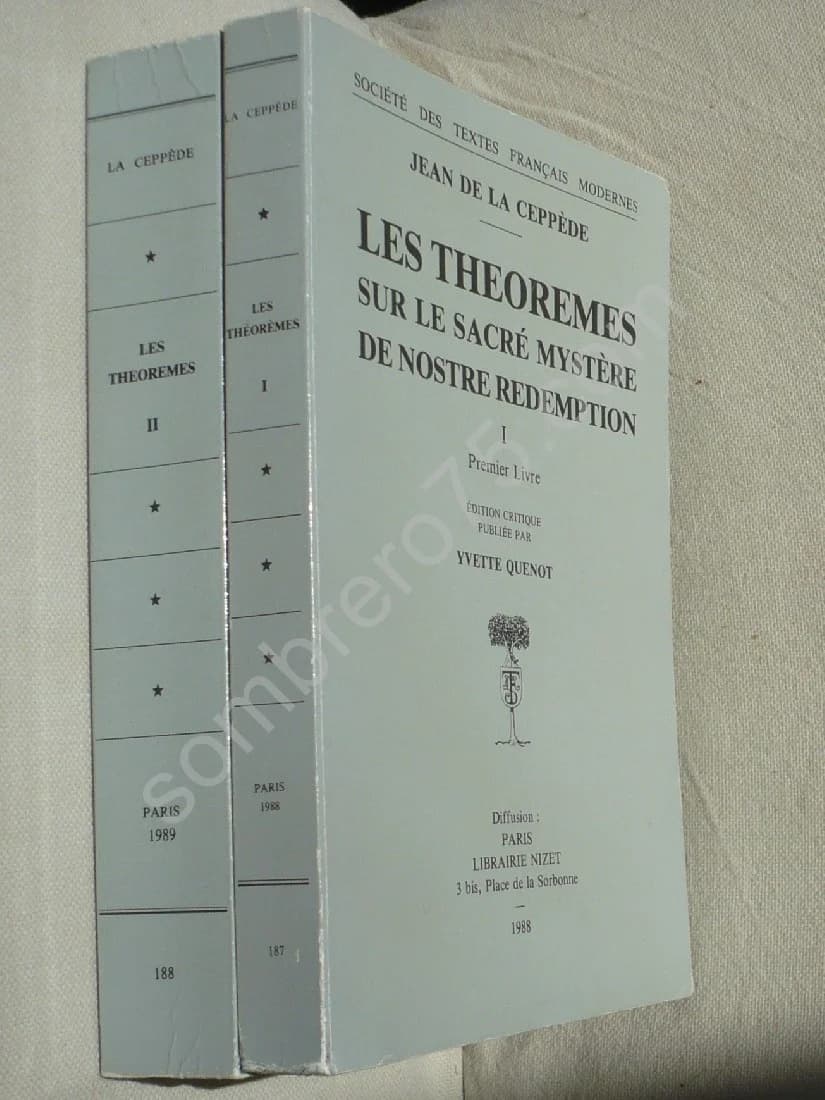 LA CEPPÈDE
★
LES
THEOREMES
II
★
★
★
PARIS
1989
188
LA CEPPÈDE
★
LES
THÉORÈMES
I
★
★
★
PARIS
1988
187
SOCIÉTÉ DES TEXTES FRANÇAIS MODERNES
JEAN DE LA CEPPÈDE
LES THEOREMES
SUR LE SACRÉ MYSTÈRE
DE NOSTRE REDEMPTION
I
Premier Livre
ÉDITION CRITIQUE
PUBLIÉE PAR
YVETTE QUENOT
Diffusion :
PARIS
LIBRAIRIE NIZET
3 bis, Place de la Sorbonne
1988
sombrero75.com